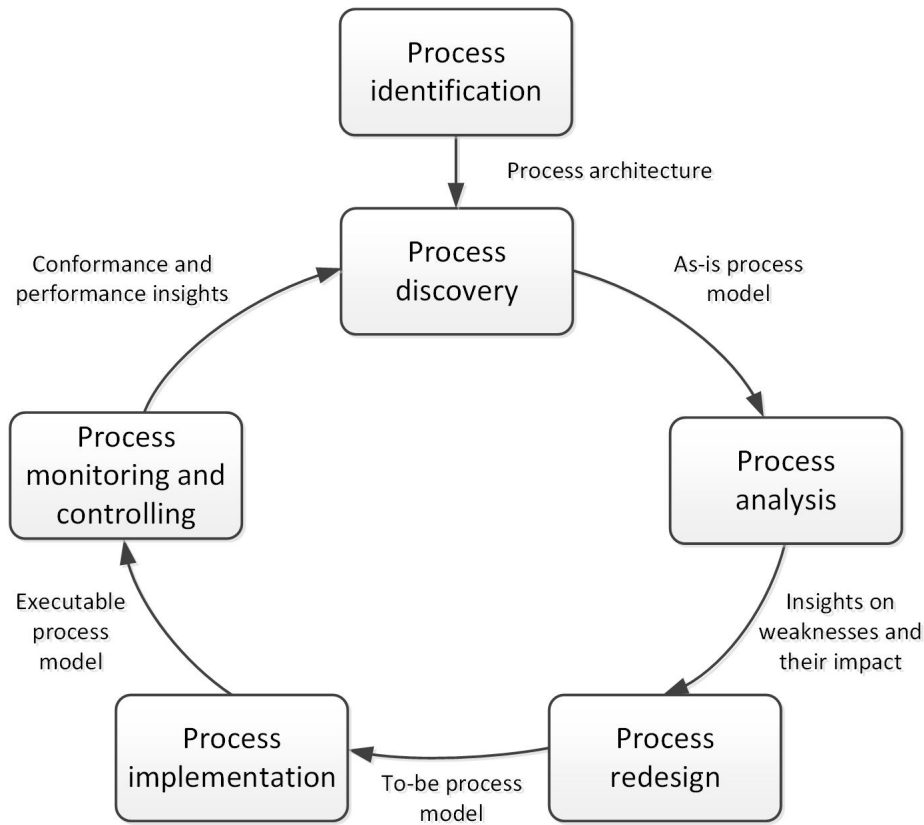 Process
identification
Process architecture
Process
discovery
Conformance and
performance insights
As-is process
model
Process
monitoring and
controlling
Process
analysis
Executable
process
model
Insights on
weaknesses and
their impact
Process
implementation
Process
redesign
To-be process
model